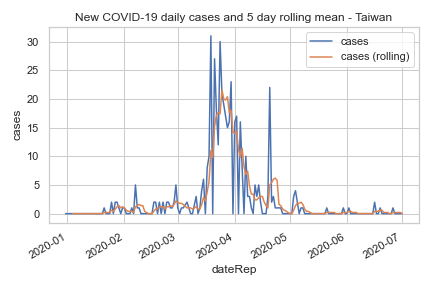 New COVID-19 daily cases and 5 day rolling mean - Taiwan
cases
cases (rolling)
30
25
20
15
10
5
0
cases
2020-01
2020-02
2020-03
2020-04
2020-05
2020-06
2020-07
dateRep